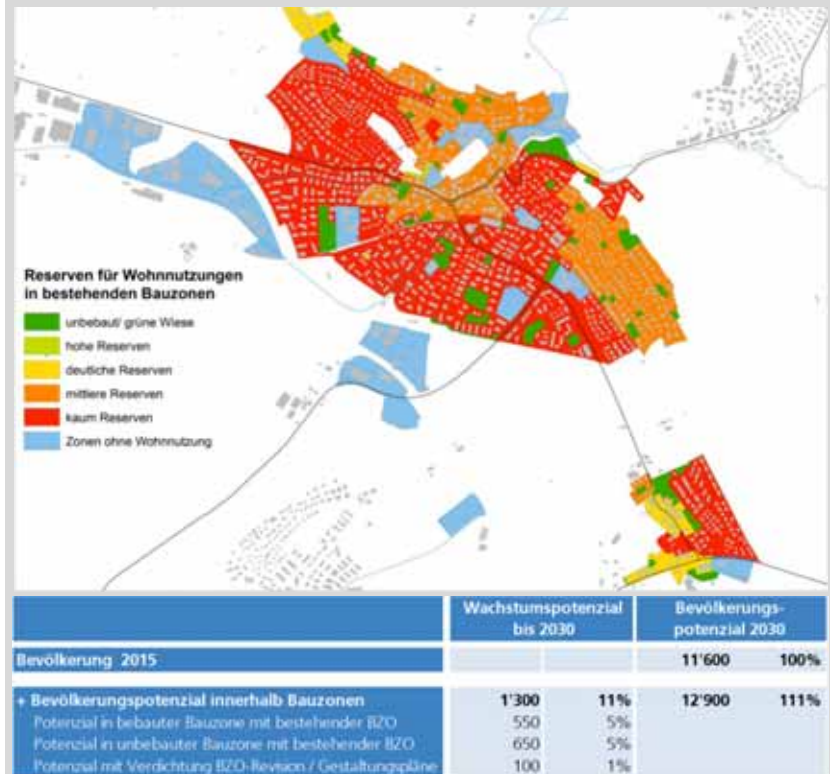 Reserven für Wohnnutzungen
in bestehenden Bauzonen
unbebaut/ grüne Wiese
hohe Reserven
deutliche Reserven
mittlere Reserven
kaum Reserven
Zonen ohne Wohnnutzung
Wachstumspotenzial Bevölkerungs-
bis 2030 potenzial 2030
Bevölkerung 2015 11'600 100%
+ Bevölkerungspotenzial innerhalb Bauzonen 1'300 11% 12'900 111%
Potenzial in bebauter Bauzone mit bestehender BZO 550 5%
Potenzial in unbebauter Bauzone mit bestehender BZO 650 5%
Potenzial mit Verdichtung BZO-Revision / Gestaltungspläne 100 1%